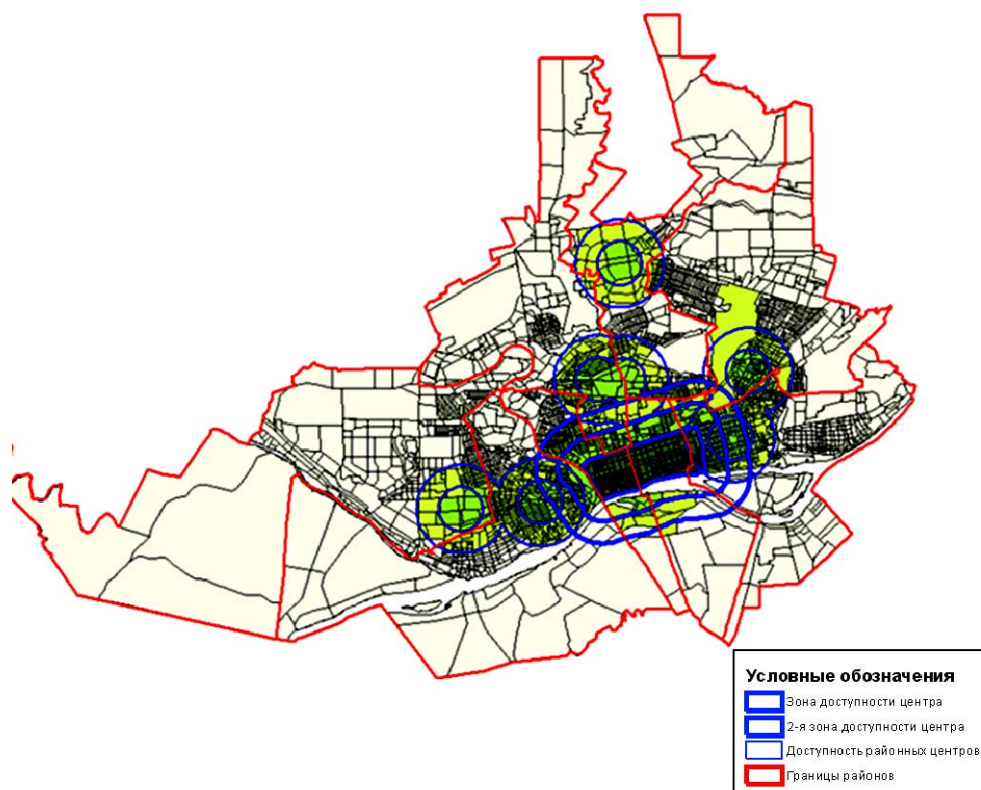 Условные обозначения
Зона доступности центра
2-я зона доступности центра
Доступность районных центров
Границы районов